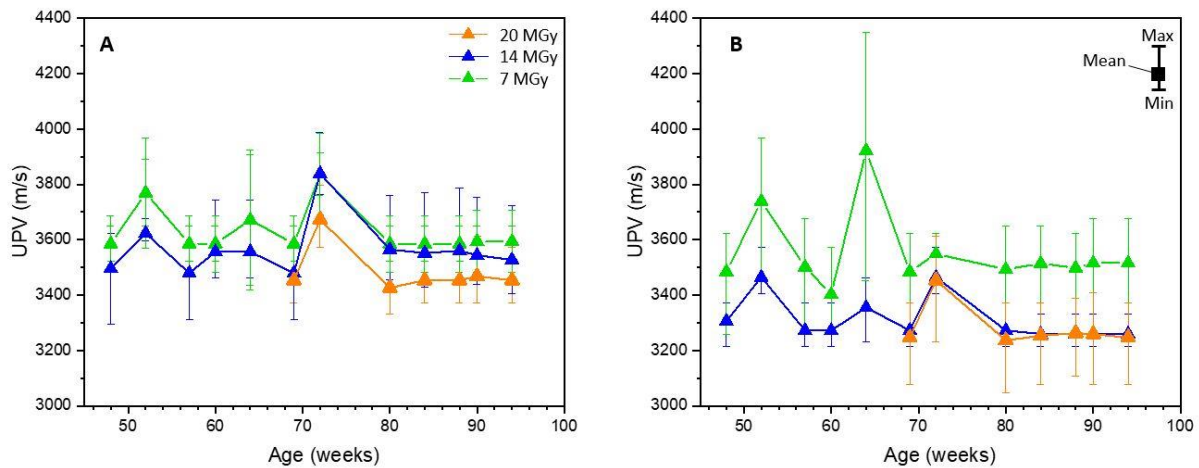 A
20 MGy
14 MGy
7 MGy
UPV (m/s)
4400
4200
4000
3800
3600
3400
3200
3000
50 60 70 80 90 100
Age (weeks)
B
Max
Mean
Min
UPV (m/s)
4400
4200
4000
3800
3600
3400
3200
3000
50 60 70 80 90 100
Age (weeks)